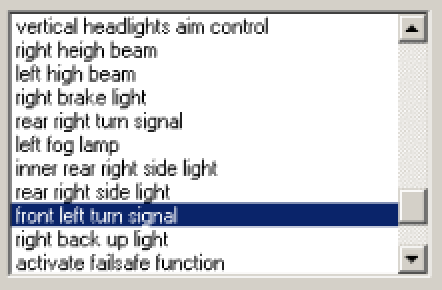 vertical headlights aim control
right heigh beam
left high beam
right brake light
rear right turn signal
left fog lamp
inner rear right side light
rear right side light
front left turn signal
right back up light
activate failsafe function